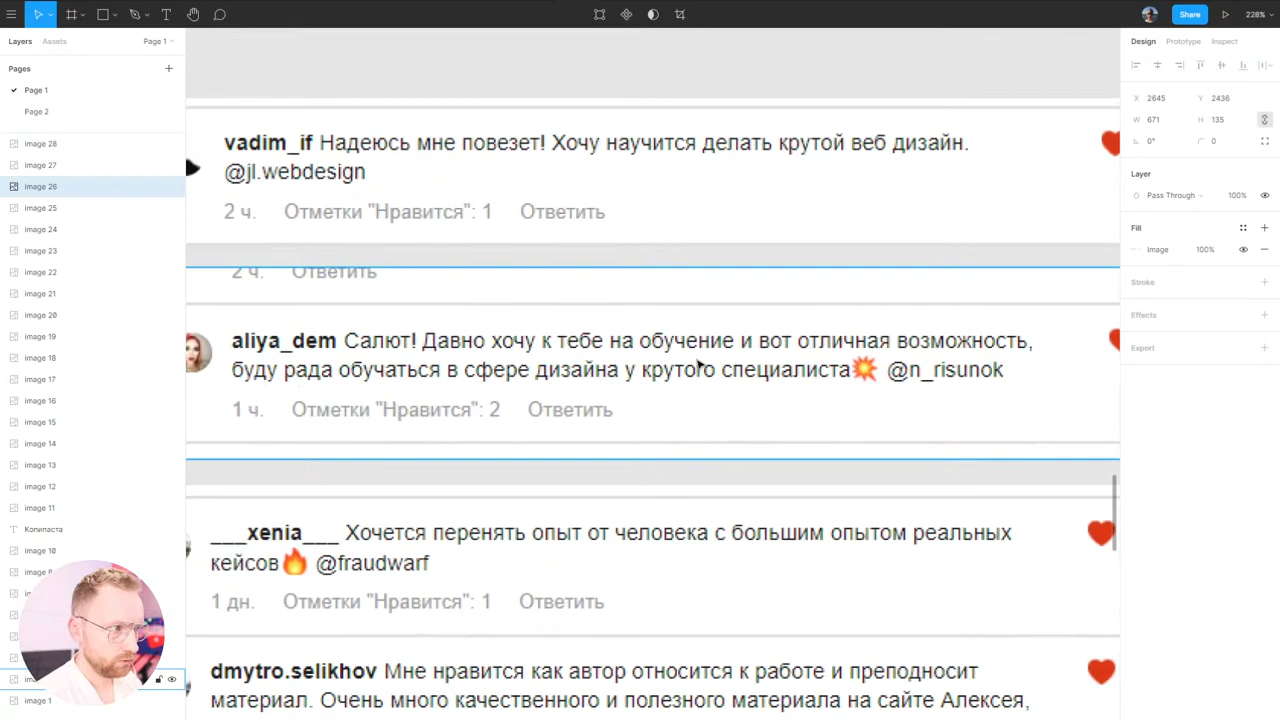 Share
228%
Layers
Assets
Page 1
Design
Prototype
Inspect
Pages
Page 1
Page 2
image 28
image 27
image 26
image 25
image 24
image 23
image 22
image 21
image 20
image 19
image 18
image 17
image 16
image 15
image 14
image 13
image 12
image 11
Копипаста
image 10
image 1
vadim_if Надеюсь мне повезет! Хочу научится делать крутой веб дизайн.
@jl.webdesign
2 ч. Отметки "Нравится": 1 Ответить
2 ч. Ответить
aliya_dem Салют! Давно хочу к тебе на обучение и вот отличная возможность,
буду рада обучаться в сфере дизайна у крутого специалиста💥 @n_risunok
1 ч. Отметки "Нравится": 2 Ответить
___xenia___ Хочется перенять опыт от человека с большим опытом реальных
кейсов🔥 @fraudwarf
1 дн. Отметки "Нравится": 1 Ответить
dmytro.selikhov Мне нравится как автор относится к работе и преподносит
материал. Очень много качественного и полезного материала на сайте Алексея,
X 2645 Y 2436
W 671 H 135
0° 0
Layer
Pass Through 100%
Fill
Image 100%
Stroke
Effects
Export